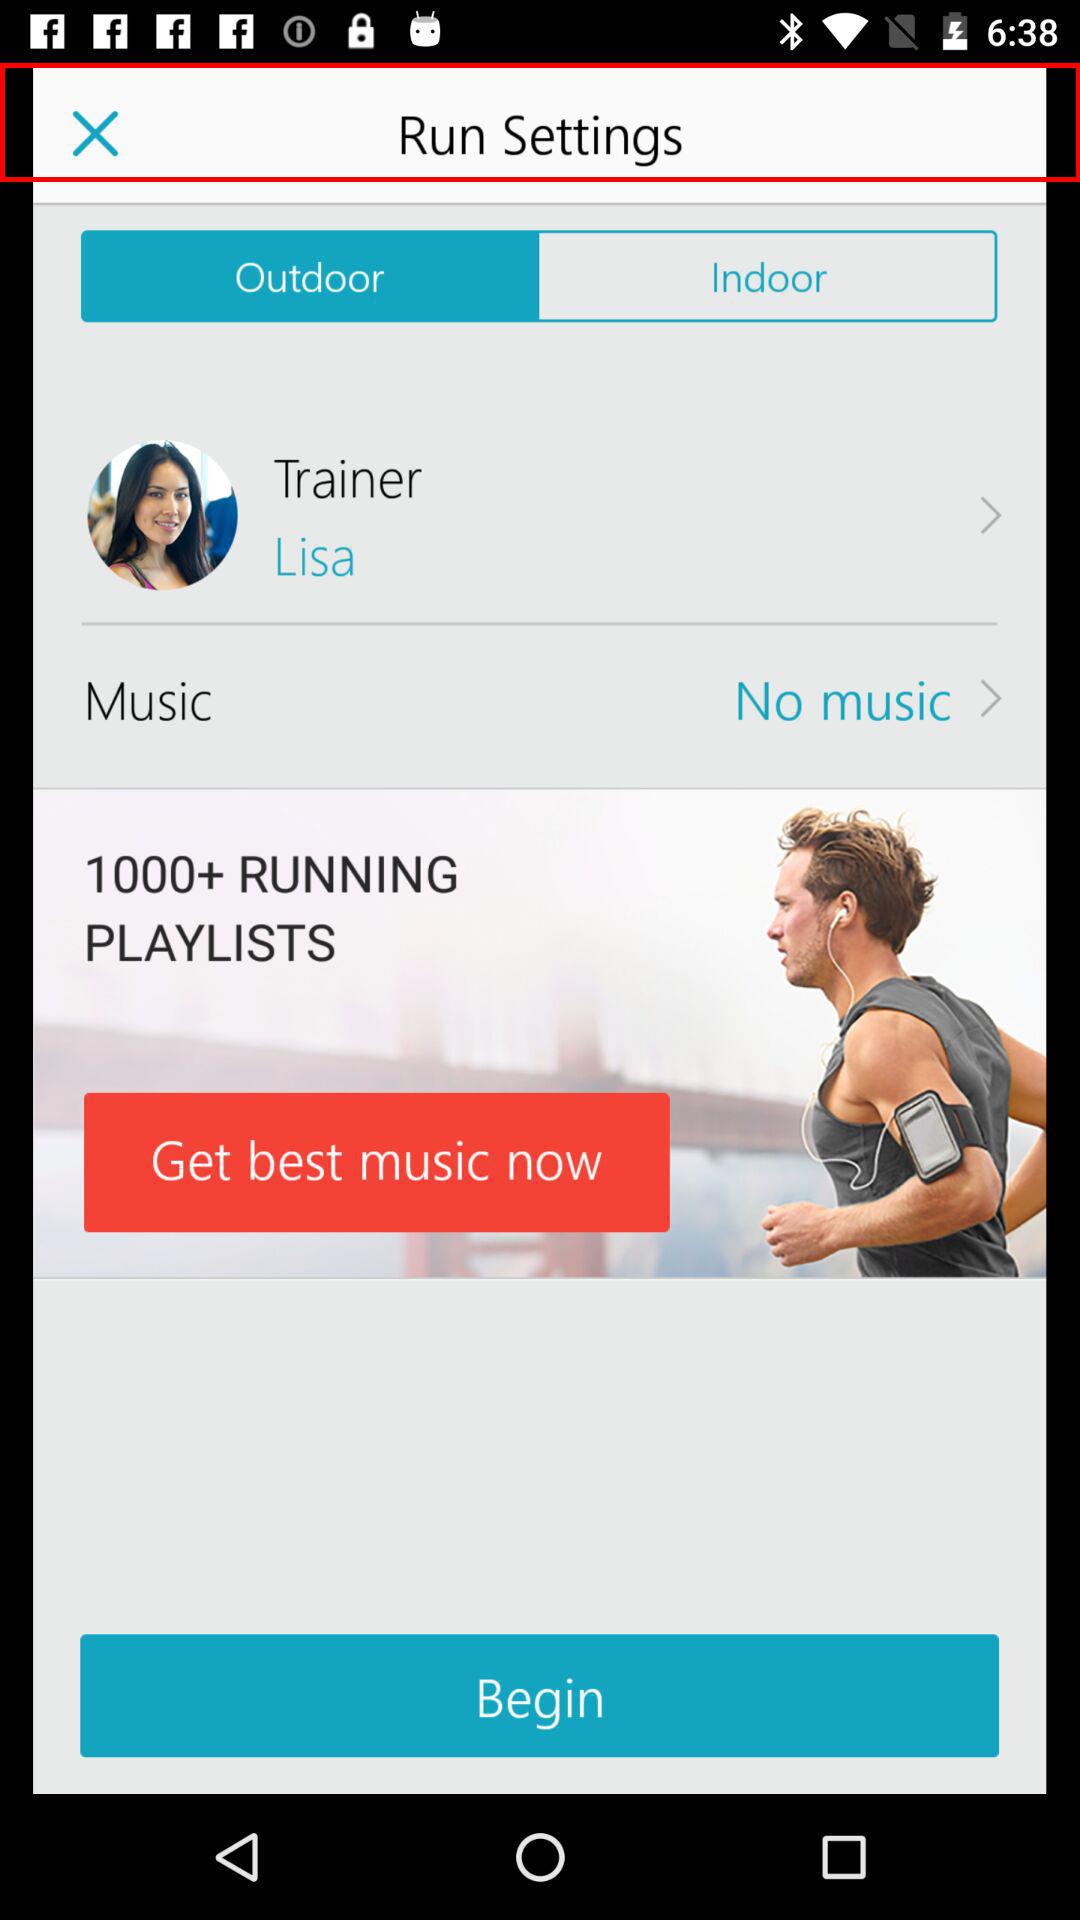 6:38
Run Settings
Outdoor
Indoor
Trainer
Lisa
Music
No music
1000+ RUNNING
PLAYLISTS
Get best music now
Begin